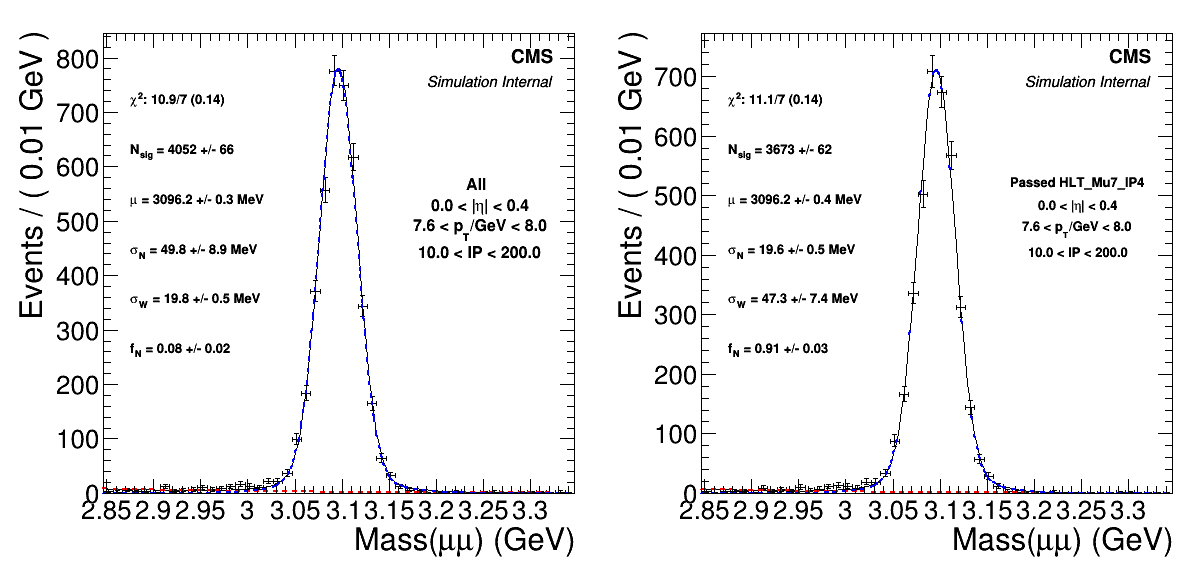 CMS
Simulation Internal
χ²: 10.9/7 (0.14)
N_sig = 4052 +/- 66
μ = 3096.2 +/- 0.3 MeV
σ_N = 49.8 +/- 8.9 MeV
σ_W = 19.8 +/- 0.5 MeV
f_N = 0.08 +/- 0.02
All
0.0 < |η| < 0.4
7.6 < p_T/GeV < 8.0
10.0 < IP < 200.0
Events / ( 0.01 GeV )
800
700
600
500
400
300
200
100
0
2.85 2.9 2.95 3 3.05 3.1 3.15 3.2 3.25 3.3
Mass(μμ) (GeV)
CMS
Simulation Internal
χ²: 11.1/7 (0.14)
N_sig = 3673 +/- 62
μ = 3096.2 +/- 0.4 MeV
σ_N = 19.6 +/- 0.5 MeV
σ_W = 47.3 +/- 7.4 MeV
f_N = 0.91 +/- 0.03
Passed HLT_Mu7_IP4
0.0 < |η| < 0.4
7.6 < p_T/GeV < 8.0
10.0 < IP < 200.0
Events / ( 0.01 GeV )
700
600
500
400
300
200
100
0
2.85 2.9 2.95 3 3.05 3.1 3.15 3.2 3.25 3.3
Mass(μμ) (GeV)